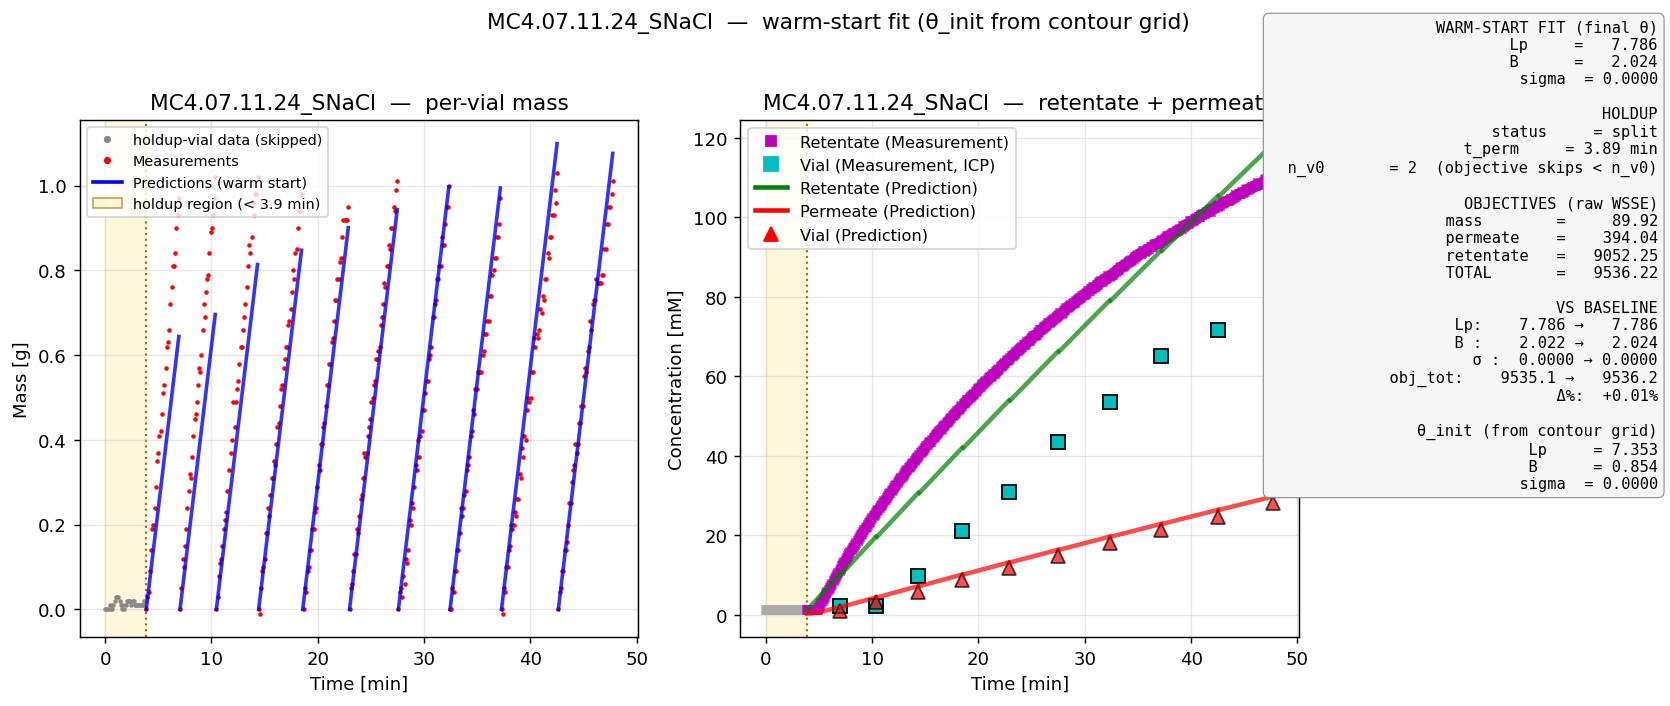 MC4.07.11.24_SNaCl — warm-start fit (θ_init from contour grid)
MC4.07.11.24_SNaCl — per-vial mass
holdup-vial data (skipped)
Measurements
Predictions (warm start)
holdup region (< 3.9 min)
Mass [g]
1.0
0.8
0.6
0.4
0.2
0.0
0
10
20
30
40
50
Time [min]
MC4.07.11.24_SNaCl — retentate + permeat
Retentate (Measurement)
Vial (Measurement, ICP)
Retentate (Prediction)
Permeate (Prediction)
Vial (Prediction)
Concentration [mM]
120
100
80
60
40
20
0
0
10
20
30
40
50
Time [min]
WARM-START FIT (final θ)
Lp = 7.786
B = 2.024
sigma = 0.0000
HOLDUP
status = split
t_perm = 3.89 min
n_v0 = 2 (objective skips < n_v0)
OBJECTIVES (raw WSSE)
mass = 89.92
permeate = 394.04
retentate = 9052.25
TOTAL = 9536.22
VS BASELINE
Lp: 7.786 → 7.786
B : 2.022 → 2.024
σ : 0.0000 → 0.0000
obj_tot: 9535.1 → 9536.2
Δ%: +0.01%
θ_init (from contour grid)
Lp = 7.353
B = 0.854
sigma = 0.0000